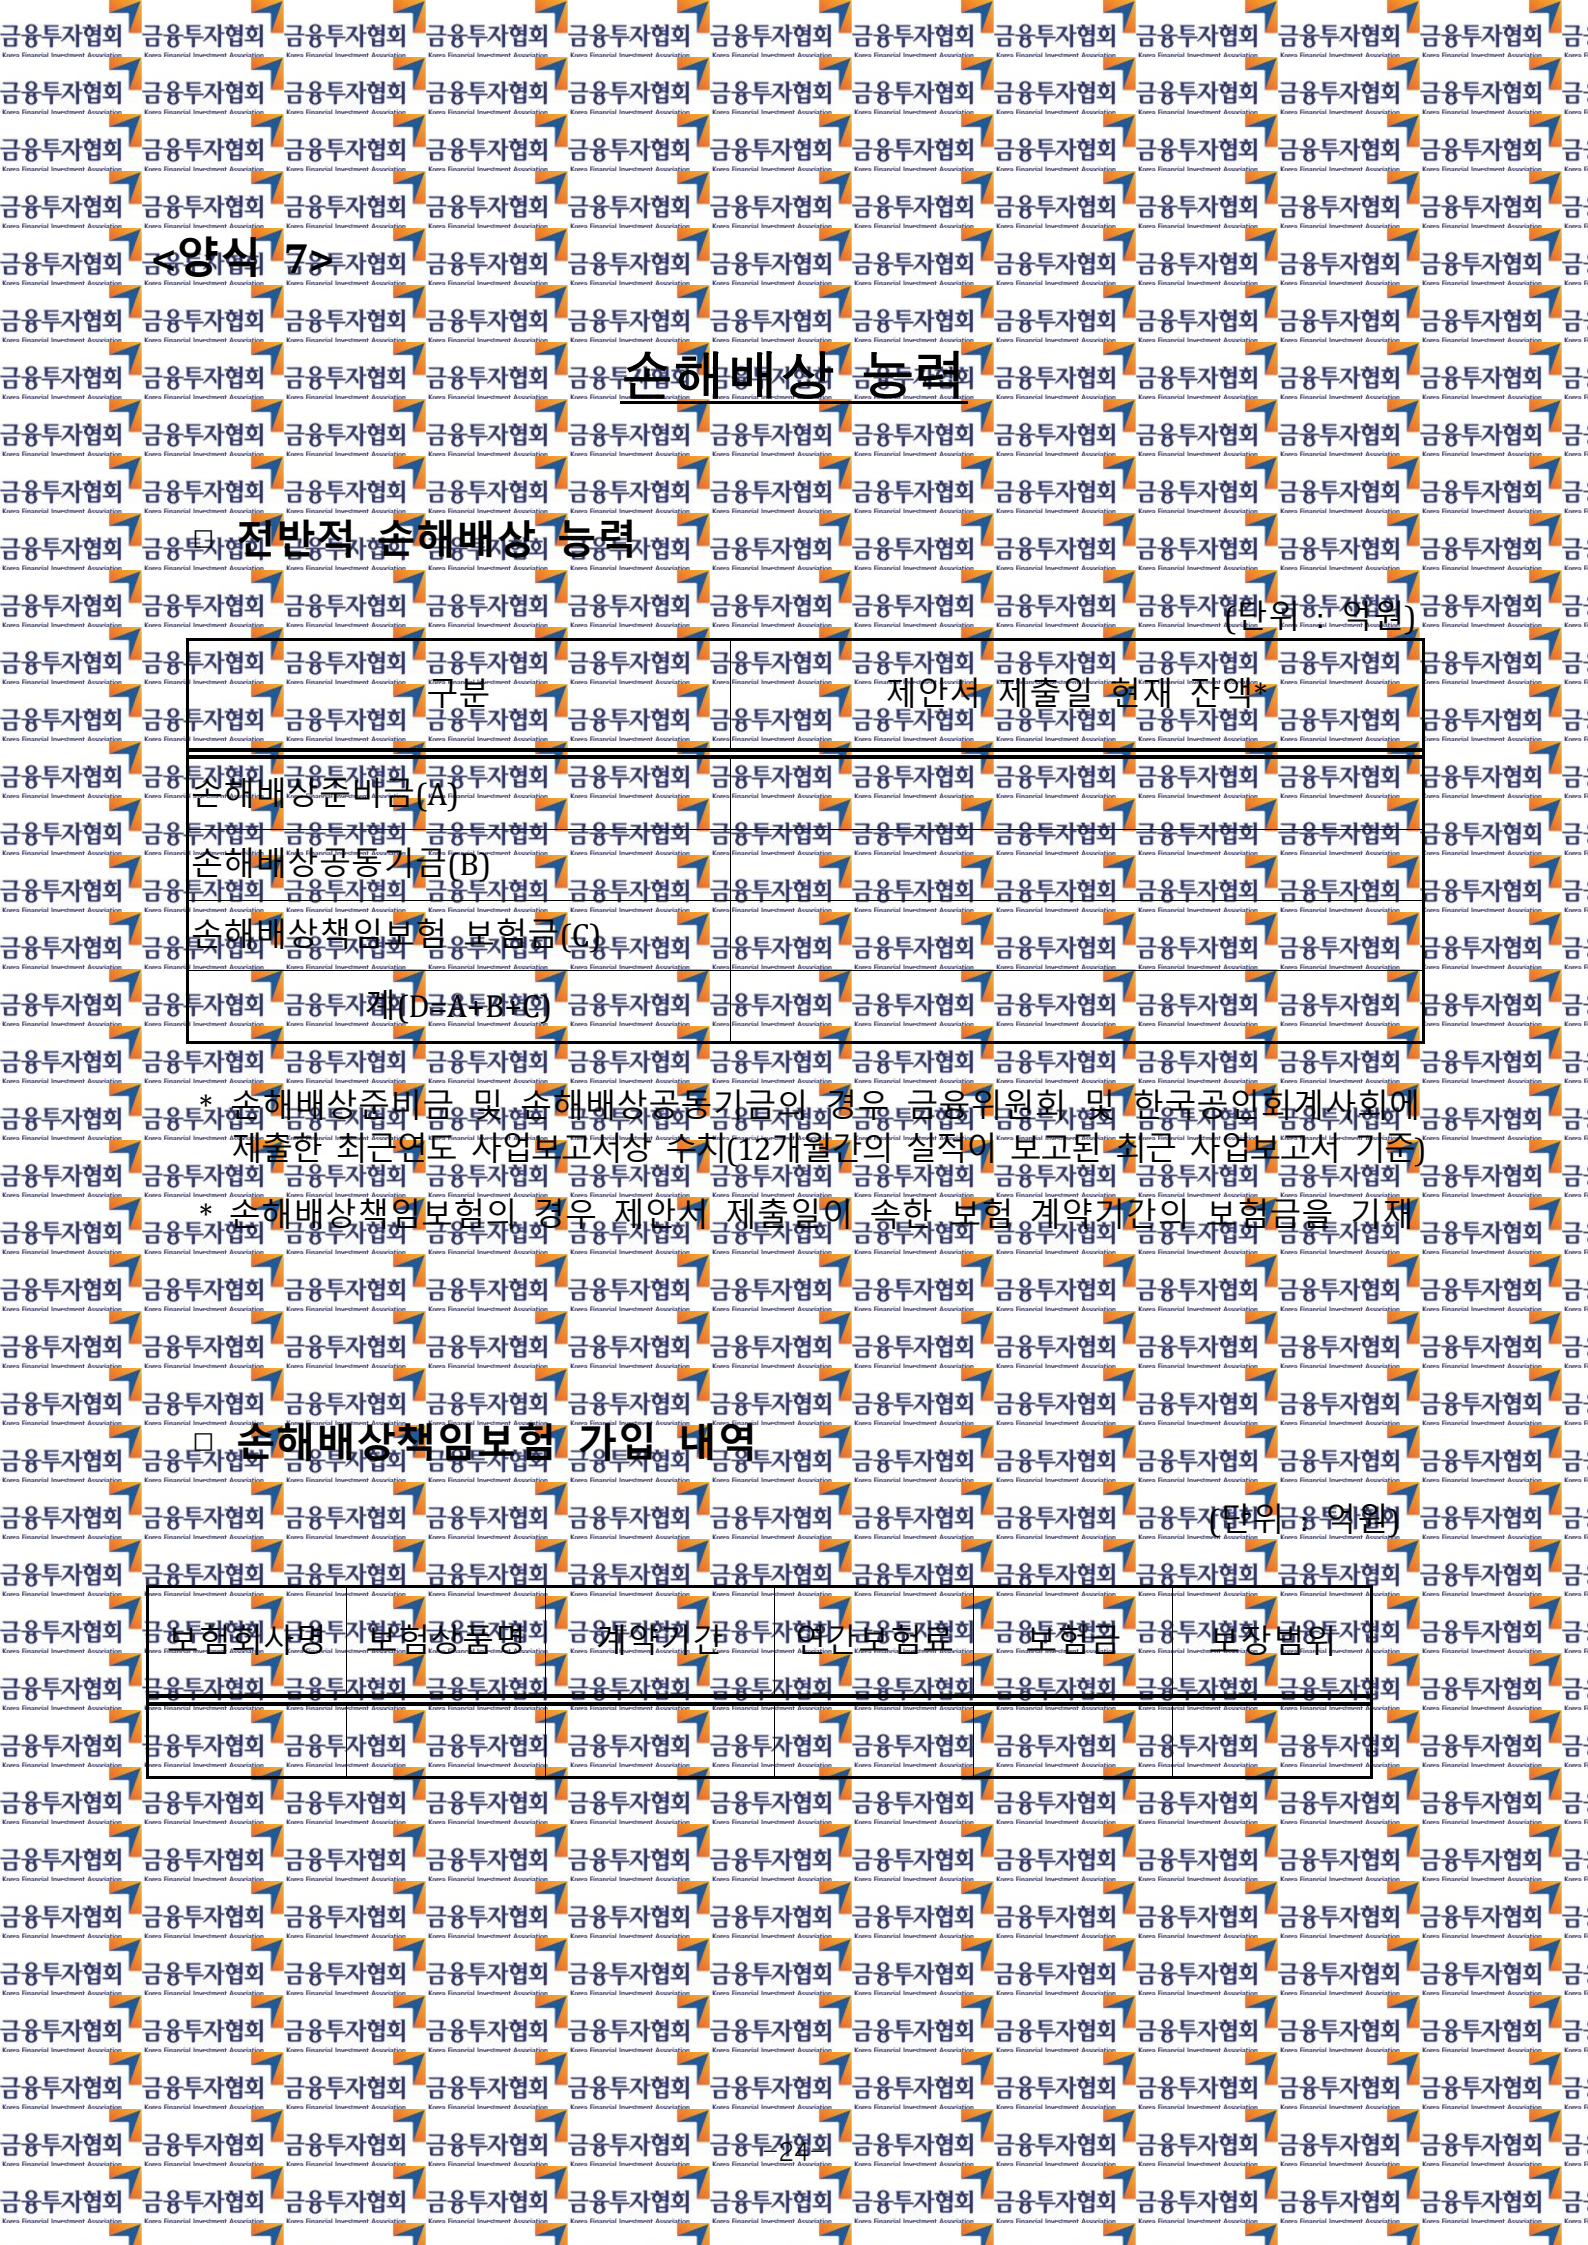 <양식 7>
손해배상 능력
□ 전반적 손해배상 능력
(단위 : 억원)
구분 제안서 제출일 현재 잔액*
손해배상준비금(A)
손해배상공동기금(B)
손해배상책임보험 보험금(C)
계(D=A+B+C)
* 손해배상준비금 및 손해배상공동기금의 경우 금융위원회 및 한국공인회계사회에
제출한 최근연도 사업보고서상 수치(12개월간의 실적이 보고된 최근 사업보고서 기준)
* 손해배상책임보험의 경우 제안서 제출일이 속한 보험 계약기간의 보험금을 기재
□ 손해배상책임보험 가입 내역
(단위 : 억원)
보험회사명 보험상품명 계약기간 연간보험료 보험금 보장범위
-24-
금융투자협회
Korea Financial Investment Association